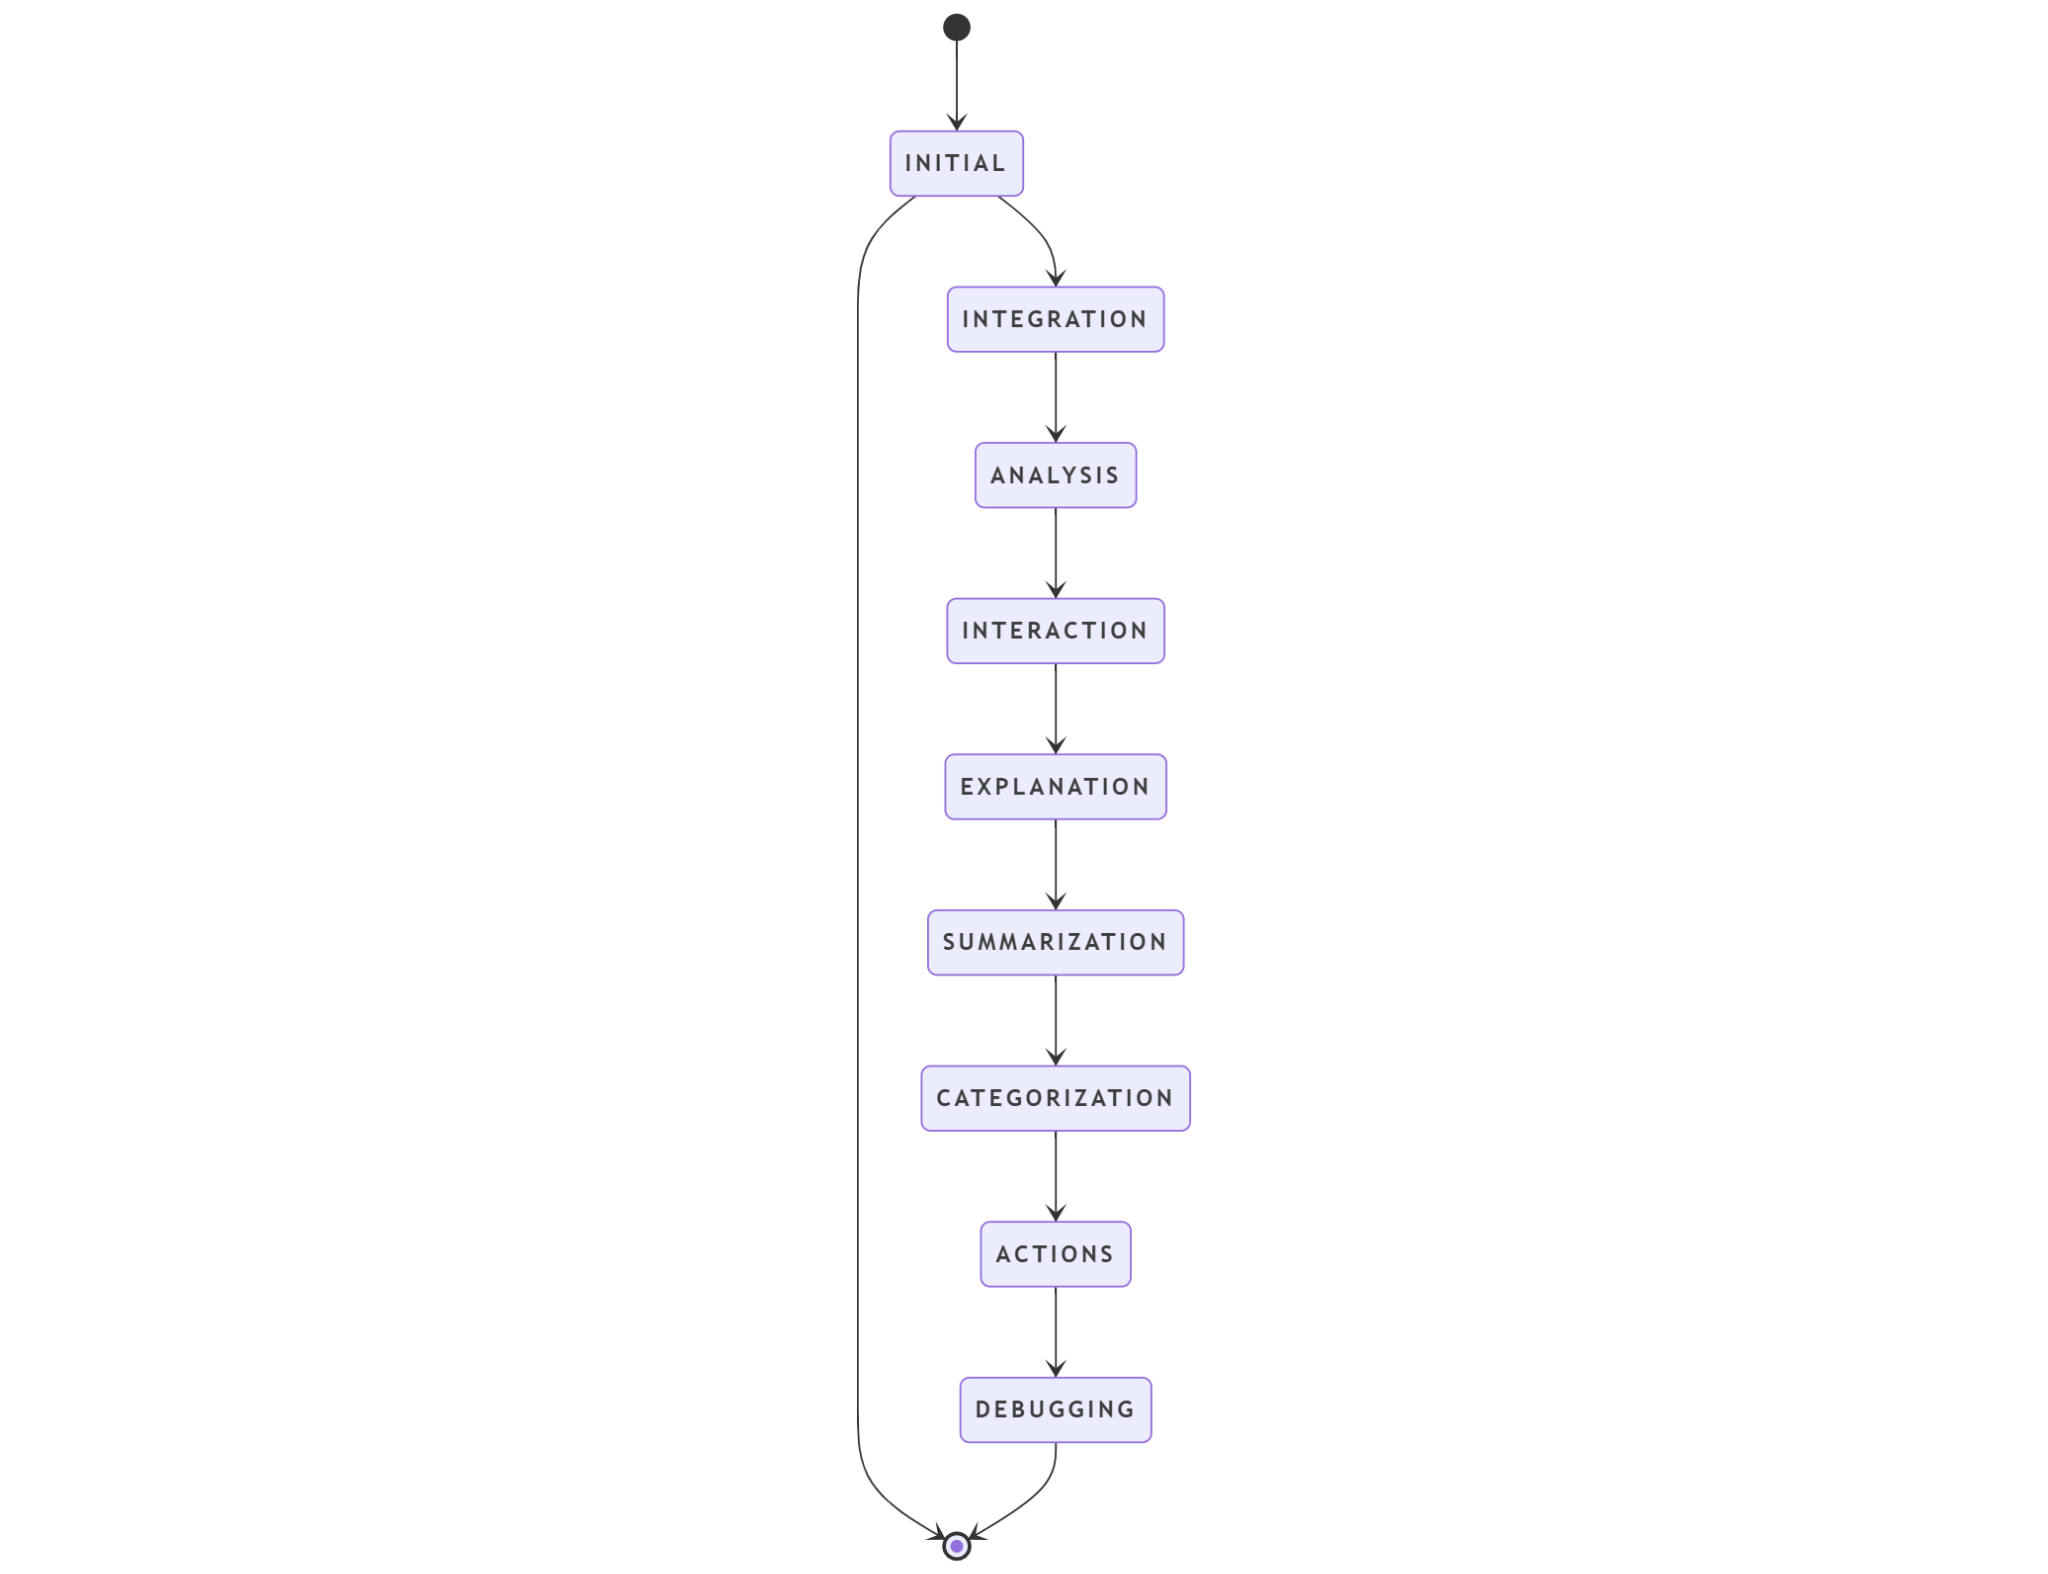 INITIAL
INTEGRATION
ANALYSIS
INTERACTION
EXPLANATION
SUMMARIZATION
CATEGORIZATION
ACTIONS
DEBUGGING